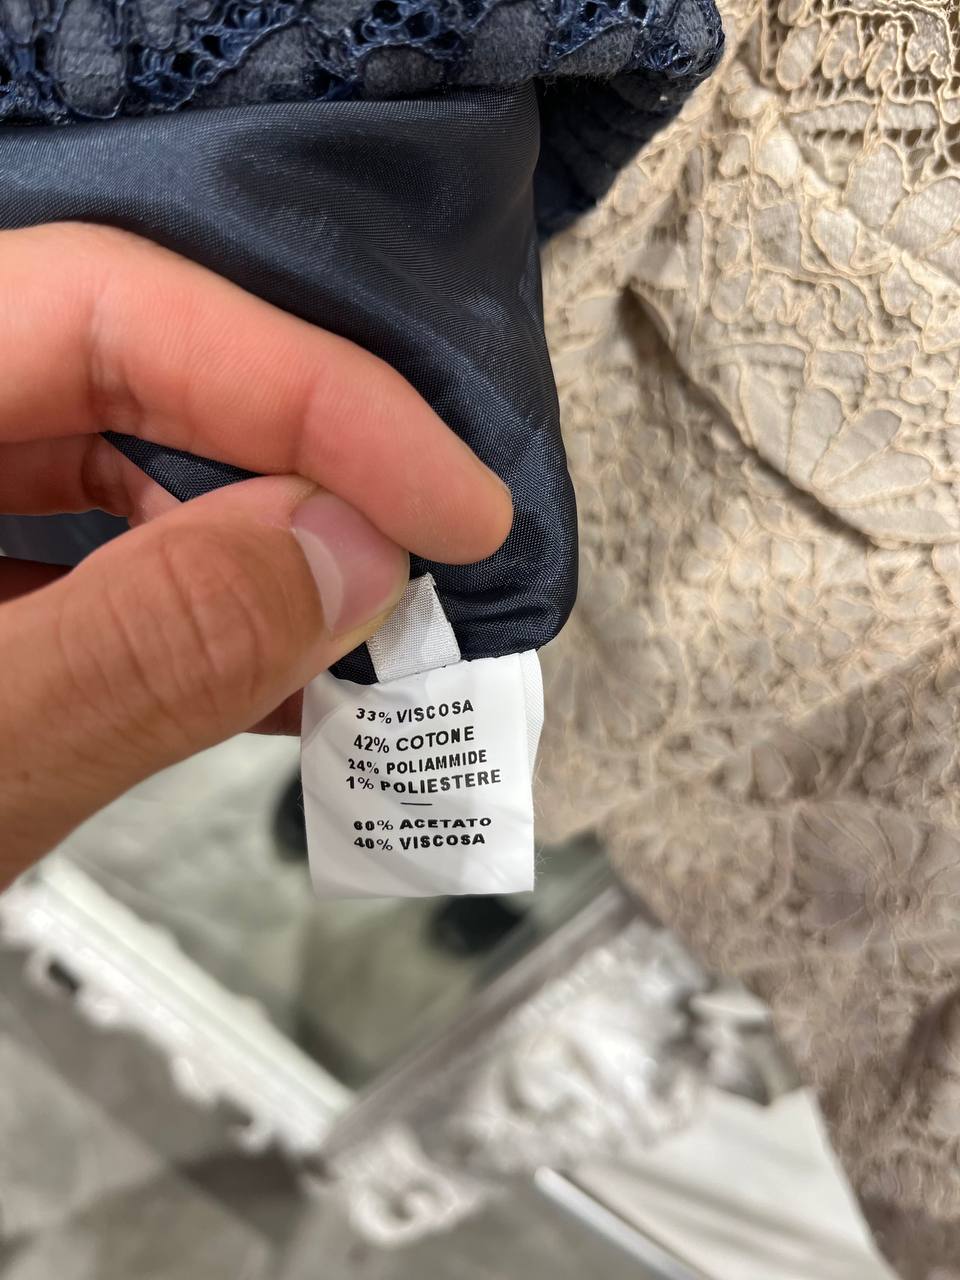 33% VISCOSA
42% COTONE
24% POLIAMMIDE
1% POLIESTERE
60% ACETATO
40% VISCOSA